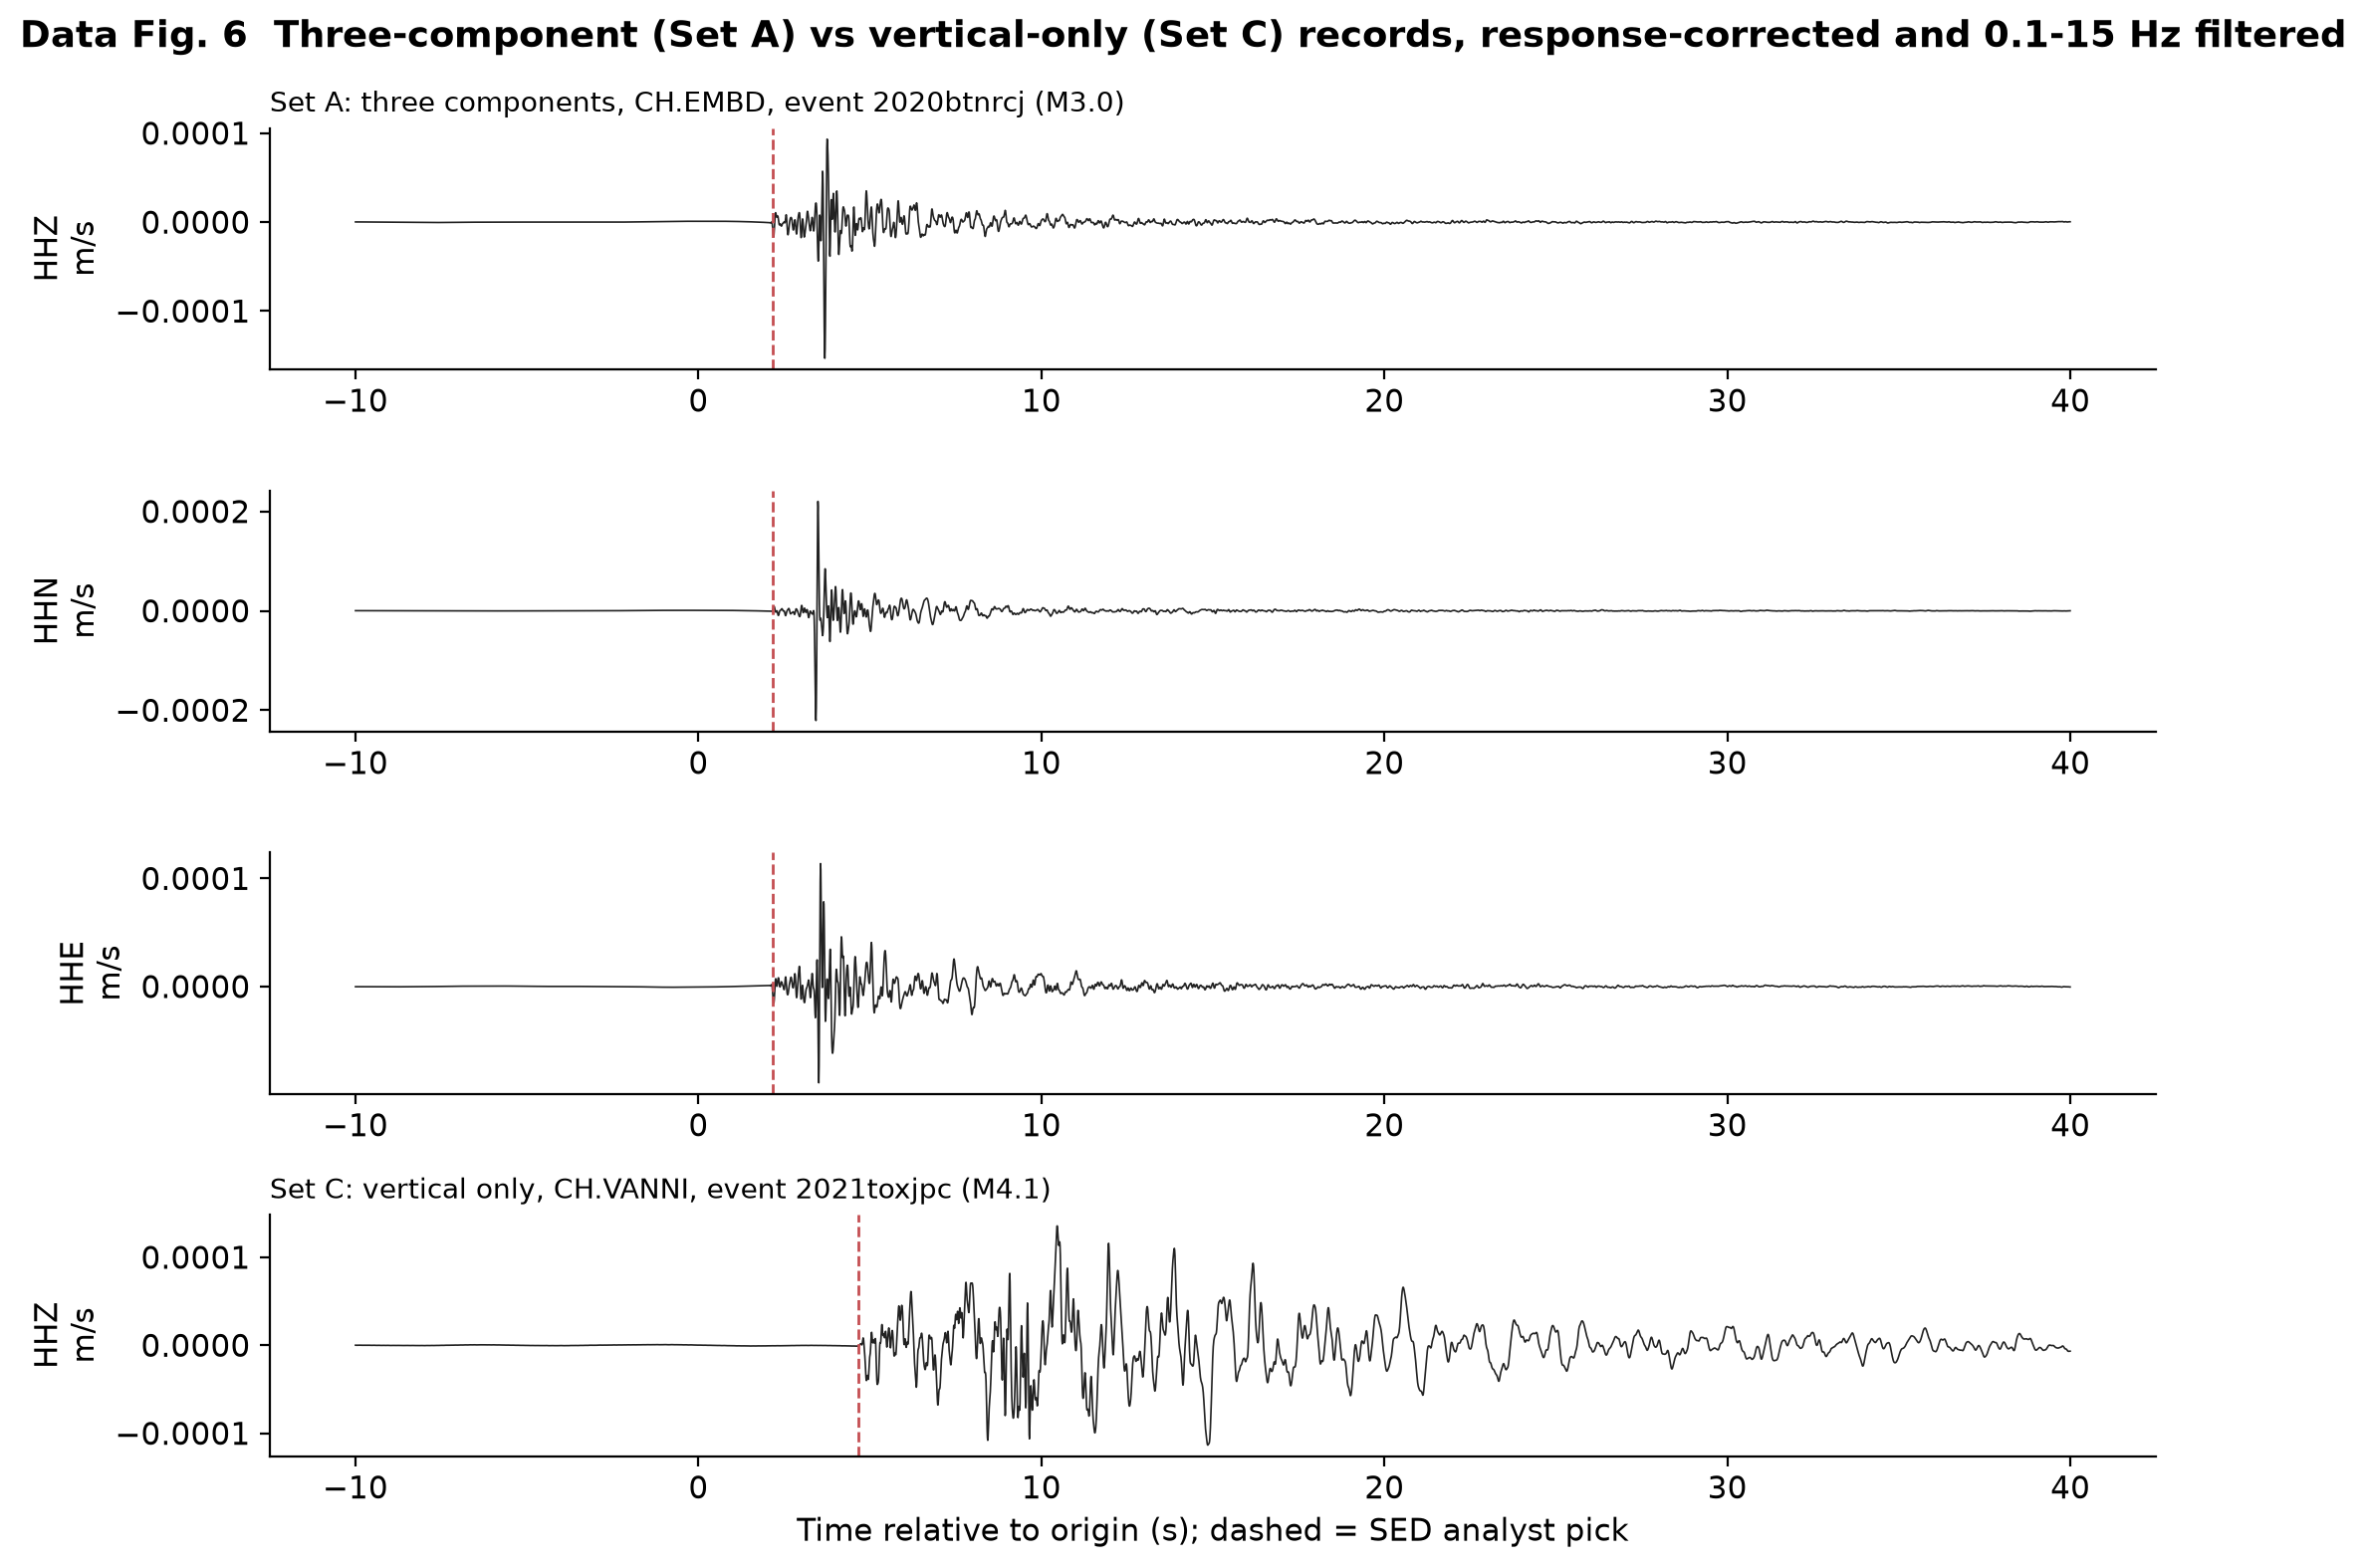 Data Fig. 6 Three-component (Set A) vs vertical-only (Set C) records, response-corrected and 0.1-15 Hz filtered
Set A: three components, CH.EMBD, event 2020btnrcj (M3.0)
HHZ
m/s
0.0001
0.0000
−0.0001
−10 0 10 20 30 40
HHN
m/s
0.0002
0.0000
−0.0002
−10 0 10 20 30 40
HHE
m/s
0.0001
0.0000
−10 0 10 20 30 40
Set C: vertical only, CH.VANNI, event 2021toxjpc (M4.1)
HHZ
m/s
0.0001
0.0000
−0.0001
−10 0 10 20 30 40
Time relative to origin (s); dashed = SED analyst pick